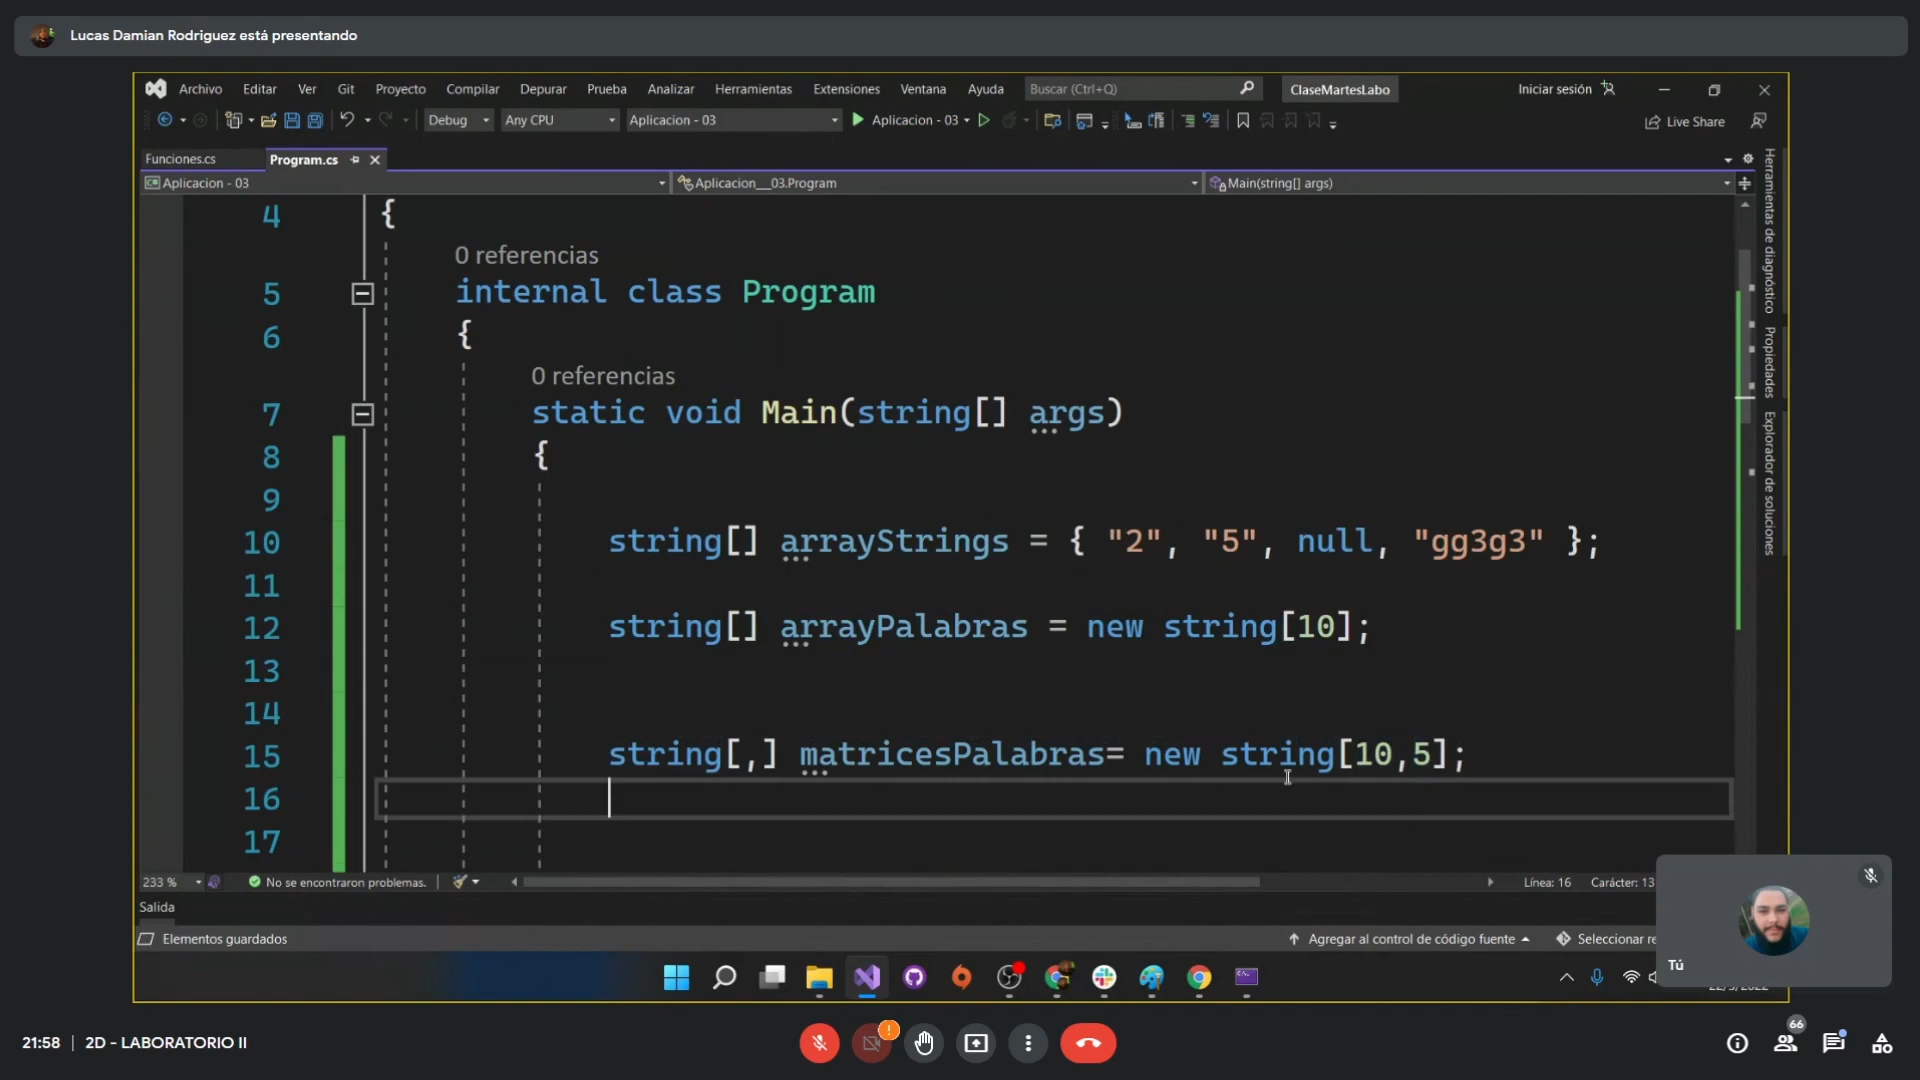 Lucas Damian Rodriguez está presentando
Archivo Editar Ver Git Proyecto Compilar Depurar Prueba Analizar Herramientas Extensiones Ventana Ayuda Buscar (Ctrl+Q) ClaseMartesLabo Iniciar sesión
Debug Any CPU Aplicacion - 03 Aplicacion - 03 Live Share
Funciones.cs Program.cs
Aplicacion - 03 Aplicacion__03.Program Main(string[] args)
Herramientas de diagnóstico
Propiedades
Explorador de soluciones
4 {
0 referencias
5 internal class Program
6 {
0 referencias
7 static void Main(string[] args)
8 {
9
10 string[] arrayStrings = { "2", "5", null, "gg3g3" };
11
12 string[] arrayPalabras = new string[10];
13
14
15 string[,] matricesPalabras= new string[10,5];
16
17
233 % No se encontraron problemas. Línea: 16 Carácter: 13
Salida
Elementos guardados Agregar al control de código fuente Seleccionar re
Tú
21:58 | 2D - LABORATORIO II
66